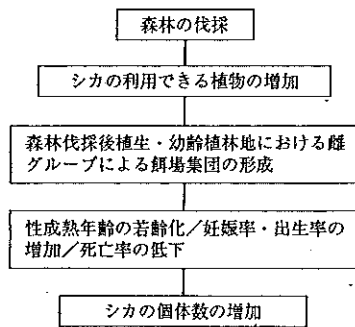 森林の伐採
シカの利用できる植物の増加
森林伐採後植生・幼齢植林地における雌
グループによる餌場集団の形成
性成熟年齢の若齢化/妊娠率・出生率の
増加/死亡率の低下
シカの個体数の増加